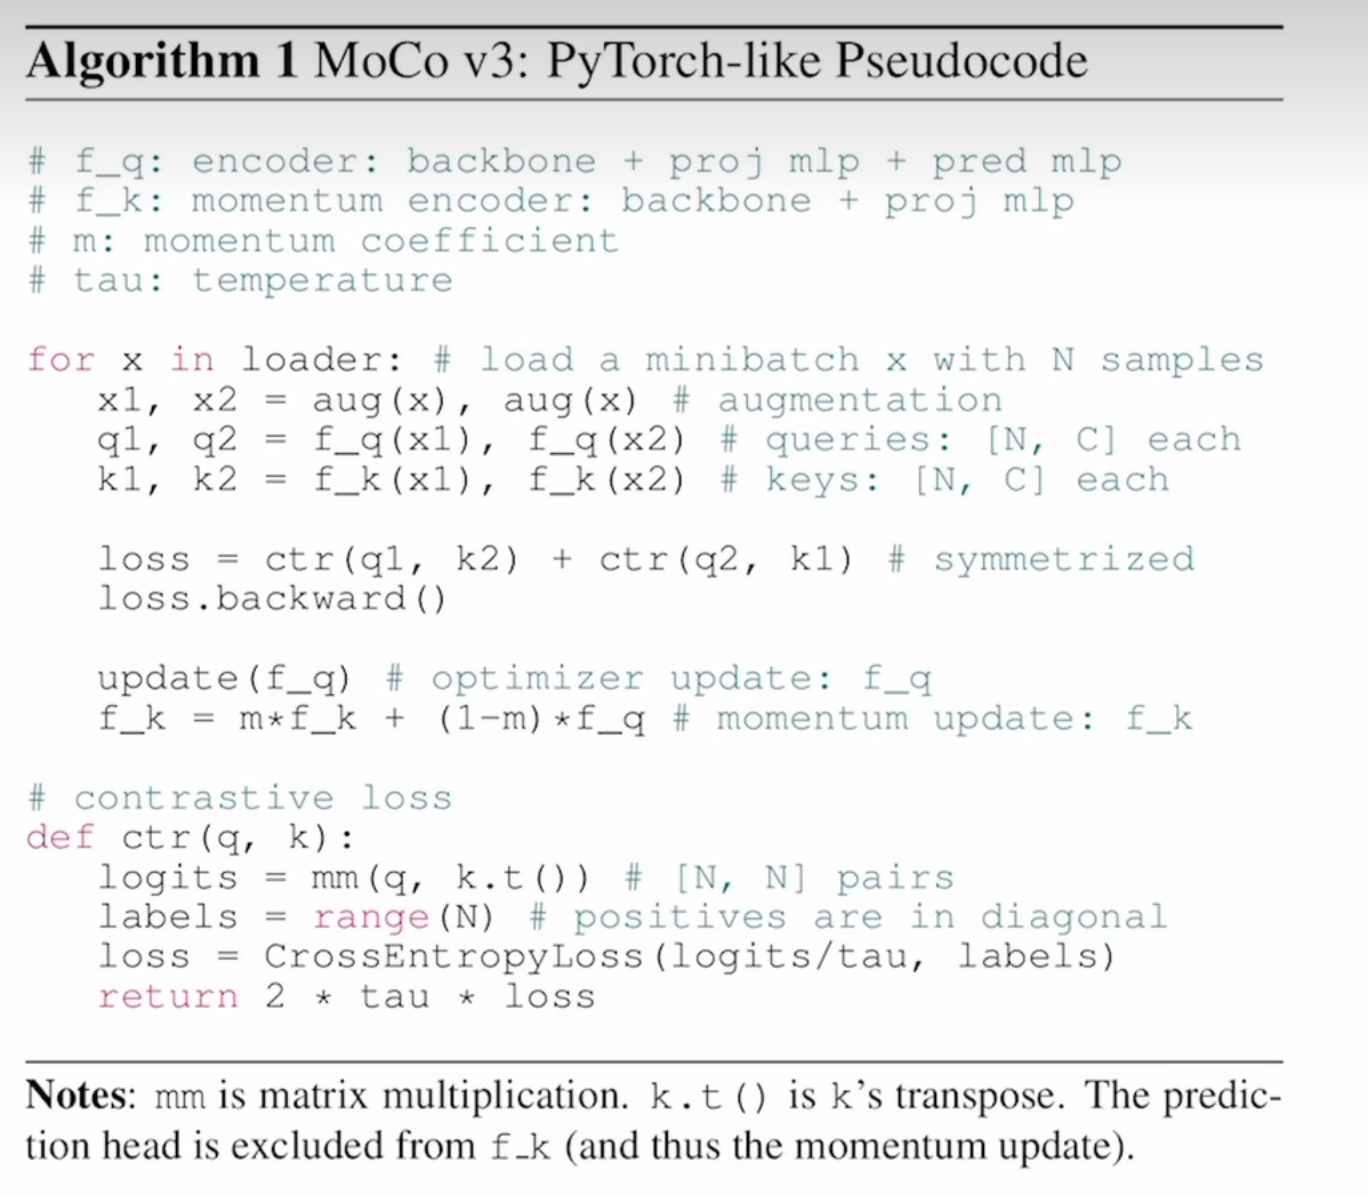 Algorithm 1 MoCo v3: PyTorch-like Pseudocode
# f_q: encoder: backbone + proj mlp + pred mlp
# f_k: momentum encoder: backbone + proj mlp
# m: momentum coefficient
# tau: temperature
for x in loader: # load a minibatch x with N samples
x1, x2 = aug(x), aug(x) # augmentation
q1, q2 = f_q(x1), f_q(x2) # queries: [N, C] each
k1, k2 = f_k(x1), f_k(x2) # keys: [N, C] each
loss = ctr(q1, k2) + ctr(q2, k1) # symmetrized
loss.backward()
update(f_q) # optimizer update: f_q
f_k = m*f_k + (1-m)*f_q # momentum update: f_k
# contrastive loss
def ctr(q, k):
logits = mm(q, k.t()) # [N, N] pairs
labels = range(N) # positives are in diagonal
loss = CrossEntropyLoss(logits/tau, labels)
return 2 * tau * loss
Notes: mm is matrix multiplication. k.t() is k's transpose. The predic-
tion head is excluded from f_k (and thus the momentum update).